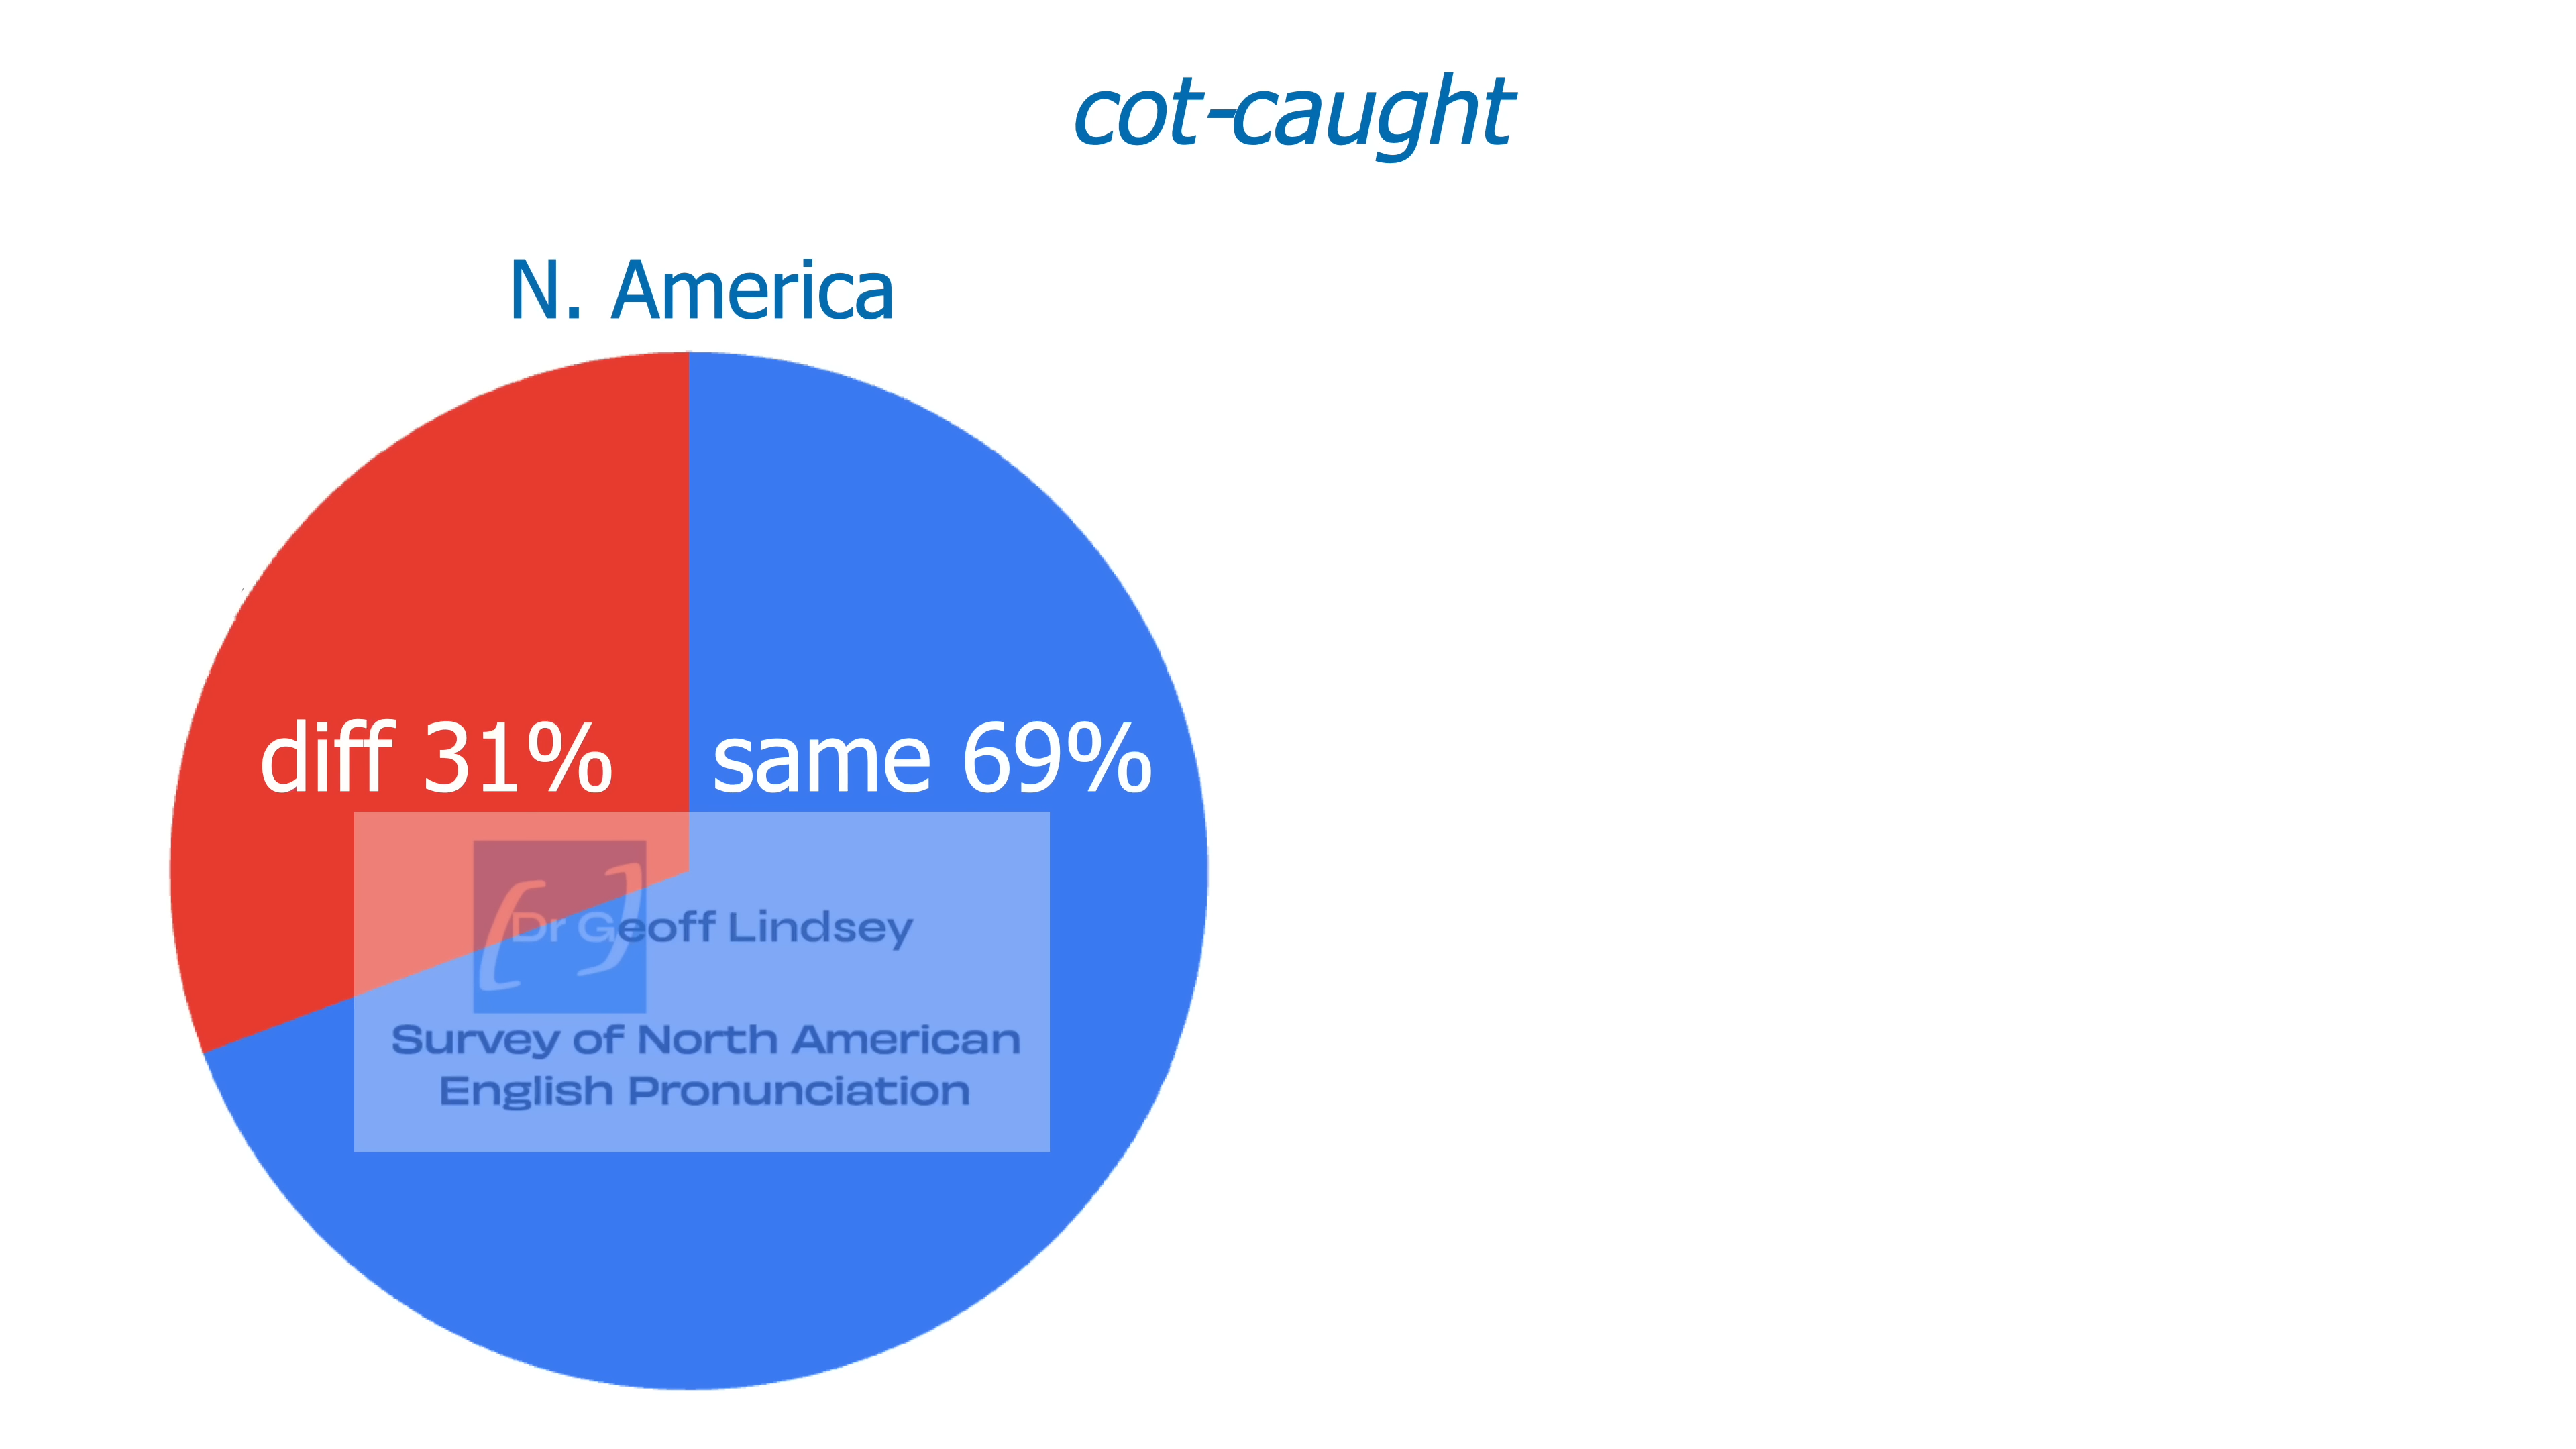 cot-caught
N. America
diff 31%
same 69%
Dr Geoff Lindsey
Survey of North American
English Pronunciation